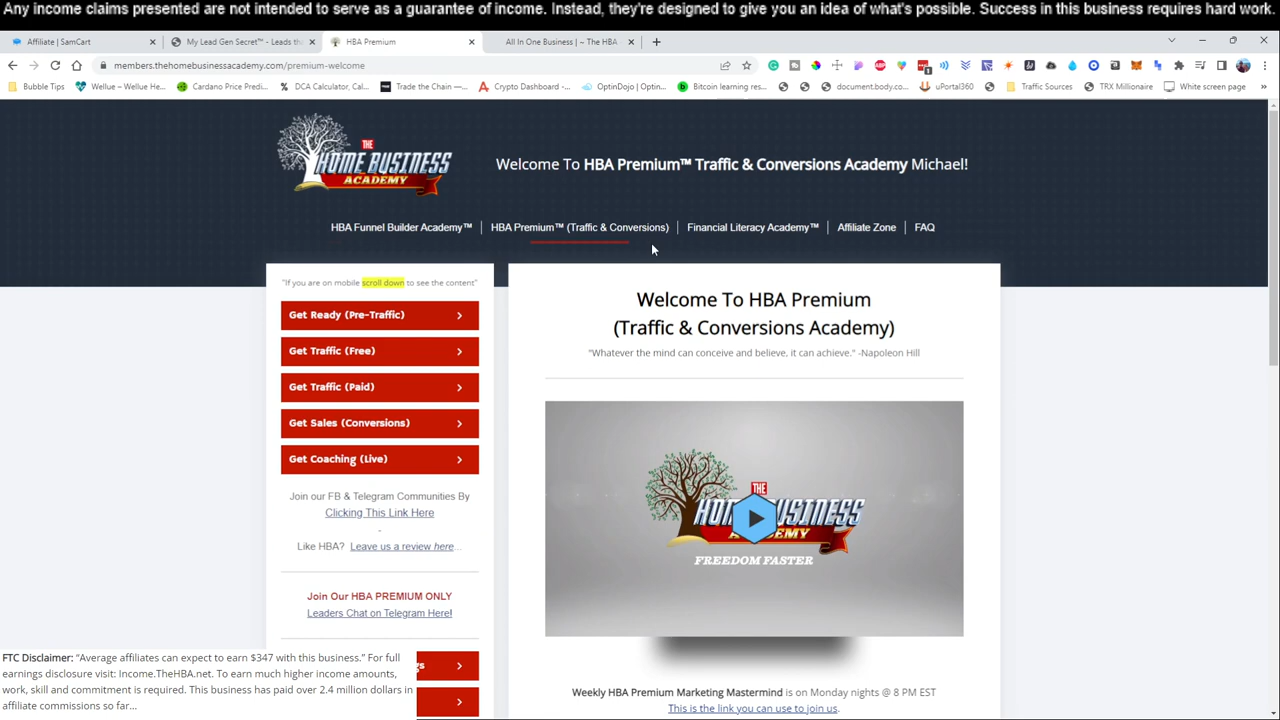 Any income claims presented are not intended to serve as a guarantee of income. Instead, they're designed to give you an idea of what's possible. Success in this business requires hard work.
Affiliate | SamCart
My Lead Gen Secret™ - Leads th
HBA Premium
All In One Business | ~ The HBA
members.thehomebusinessacademy.com/premium-welcome
Bubble Tips
Wellue – Wellue He...
Cardano Price Predi...
DCA Calculator, Cal...
Trade the Chain —...
Crypto Dashboard -...
OptinDojo | Optin...
Bitcoin learning res...
document.body.co...
uPortal360
Traffic Sources
TRX Millionaire
White screen page
THE
HOME BUSINESS
ACADEMY
Welcome To HBA Premium™ Traffic & Conversions Academy Michael!
HBA Funnel Builder Academy™
HBA Premium™ (Traffic & Conversions)
Financial Literacy Academy™
Affiliate Zone
FAQ
"If you are on mobile scroll down to see the content"
Get Ready (Pre-Traffic)
Get Traffic (Free)
Get Traffic (Paid)
Get Sales (Conversions)
Get Coaching (Live)
Join our FB & Telegram Communities By
Clicking This Link Here
-
Like HBA? Leave us a review here...
Join Our HBA PREMIUM ONLY
Leaders Chat on Telegram Here!
Welcome To HBA Premium
(Traffic & Conversions Academy)
"Whatever the mind can conceive and believe, it can achieve." -Napoleon Hill
THE
HOME BUSINESS
ACADEMY
FREEDOM FASTER
Weekly HBA Premium Marketing Mastermind is on Monday nights @ 8 PM EST
This is the link you can use to join us.
FTC Disclaimer: "Average affiliates can expect to earn $347 with this business." For full
earnings disclosure visit: Income.TheHBA.net. To earn much higher income amounts,
work, skill and commitment is required. This business has paid over 2.4 million dollars in
affiliate commissions so far...